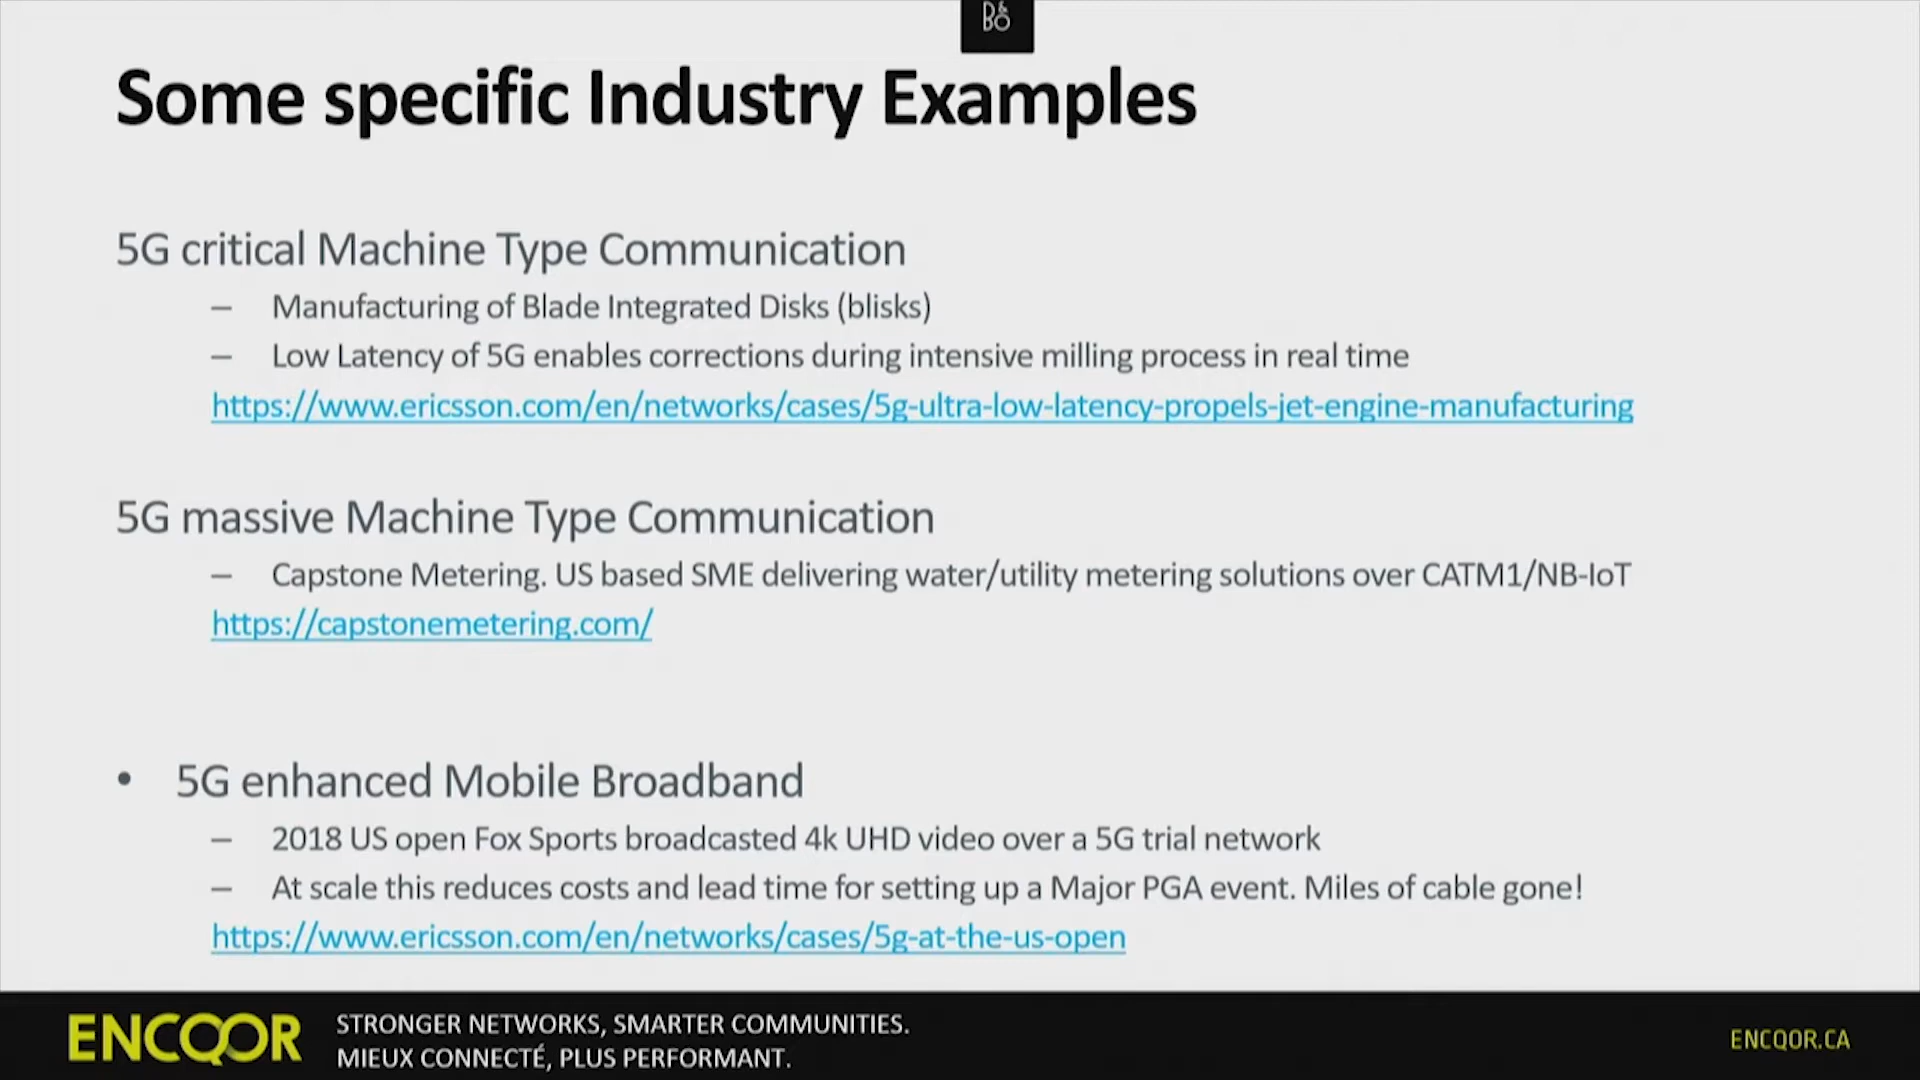 B&O
Some specific Industry Examples
5G critical Machine Type Communication
– Manufacturing of Blade Integrated Disks (blisks)
– Low Latency of 5G enables corrections during intensive milling process in real time
https://www.ericsson.com/en/networks/cases/5g-ultra-low-latency-propels-jet-engine-manufacturing
5G massive Machine Type Communication
– Capstone Metering. US based SME delivering water/utility metering solutions over CATM1/NB-IoT
https://capstonemetering.com/
• 5G enhanced Mobile Broadband
– 2018 US open Fox Sports broadcasted 4k UHD video over a 5G trial network
– At scale this reduces costs and lead time for setting up a Major PGA event. Miles of cable gone!
https://www.ericsson.com/en/networks/cases/5g-at-the-us-open
ENCQOR
STRONGER NETWORKS, SMARTER COMMUNITIES.
MIEUX CONNECTÉ, PLUS PERFORMANT.
ENCQOR.CA